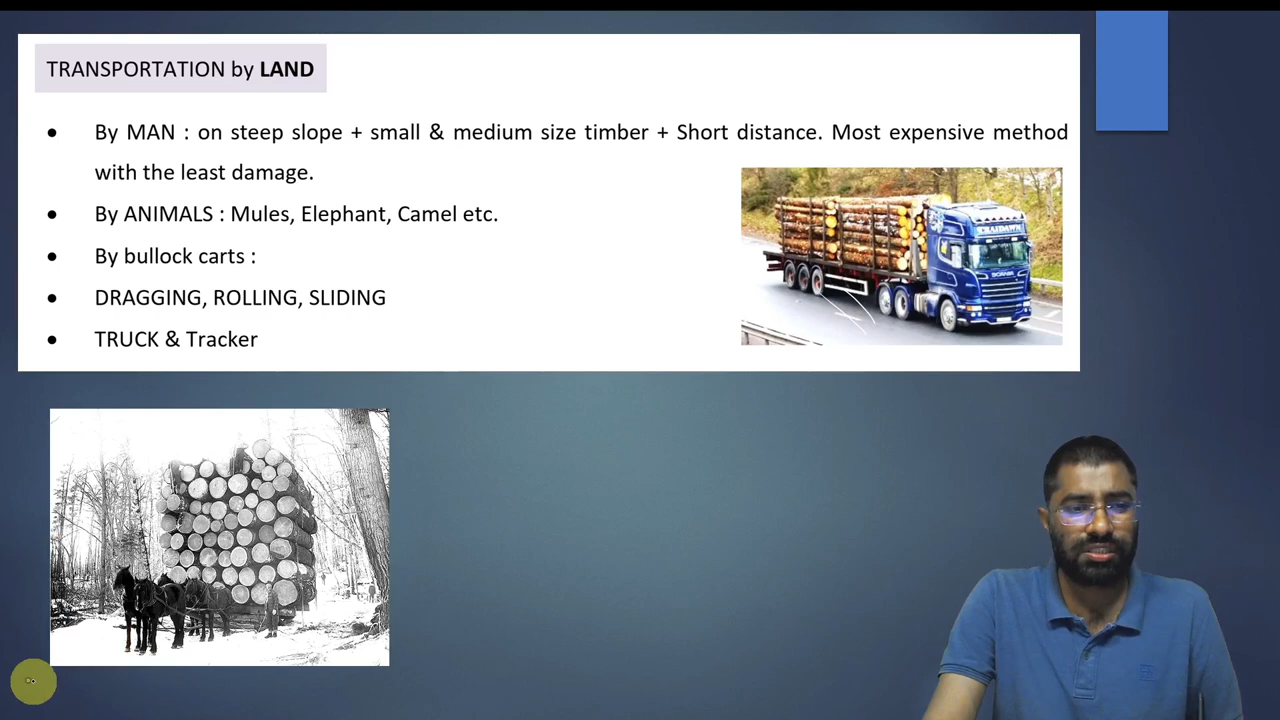 TRANSPORTATION by LAND
• By MAN : on steep slope + small & medium size timber + Short distance. Most expensive method
with the least damage.
• By ANIMALS : Mules, Elephant, Camel etc.
• By bullock carts :
• DRAGGING, ROLLING, SLIDING
• TRUCK & Tracker
SCANIA